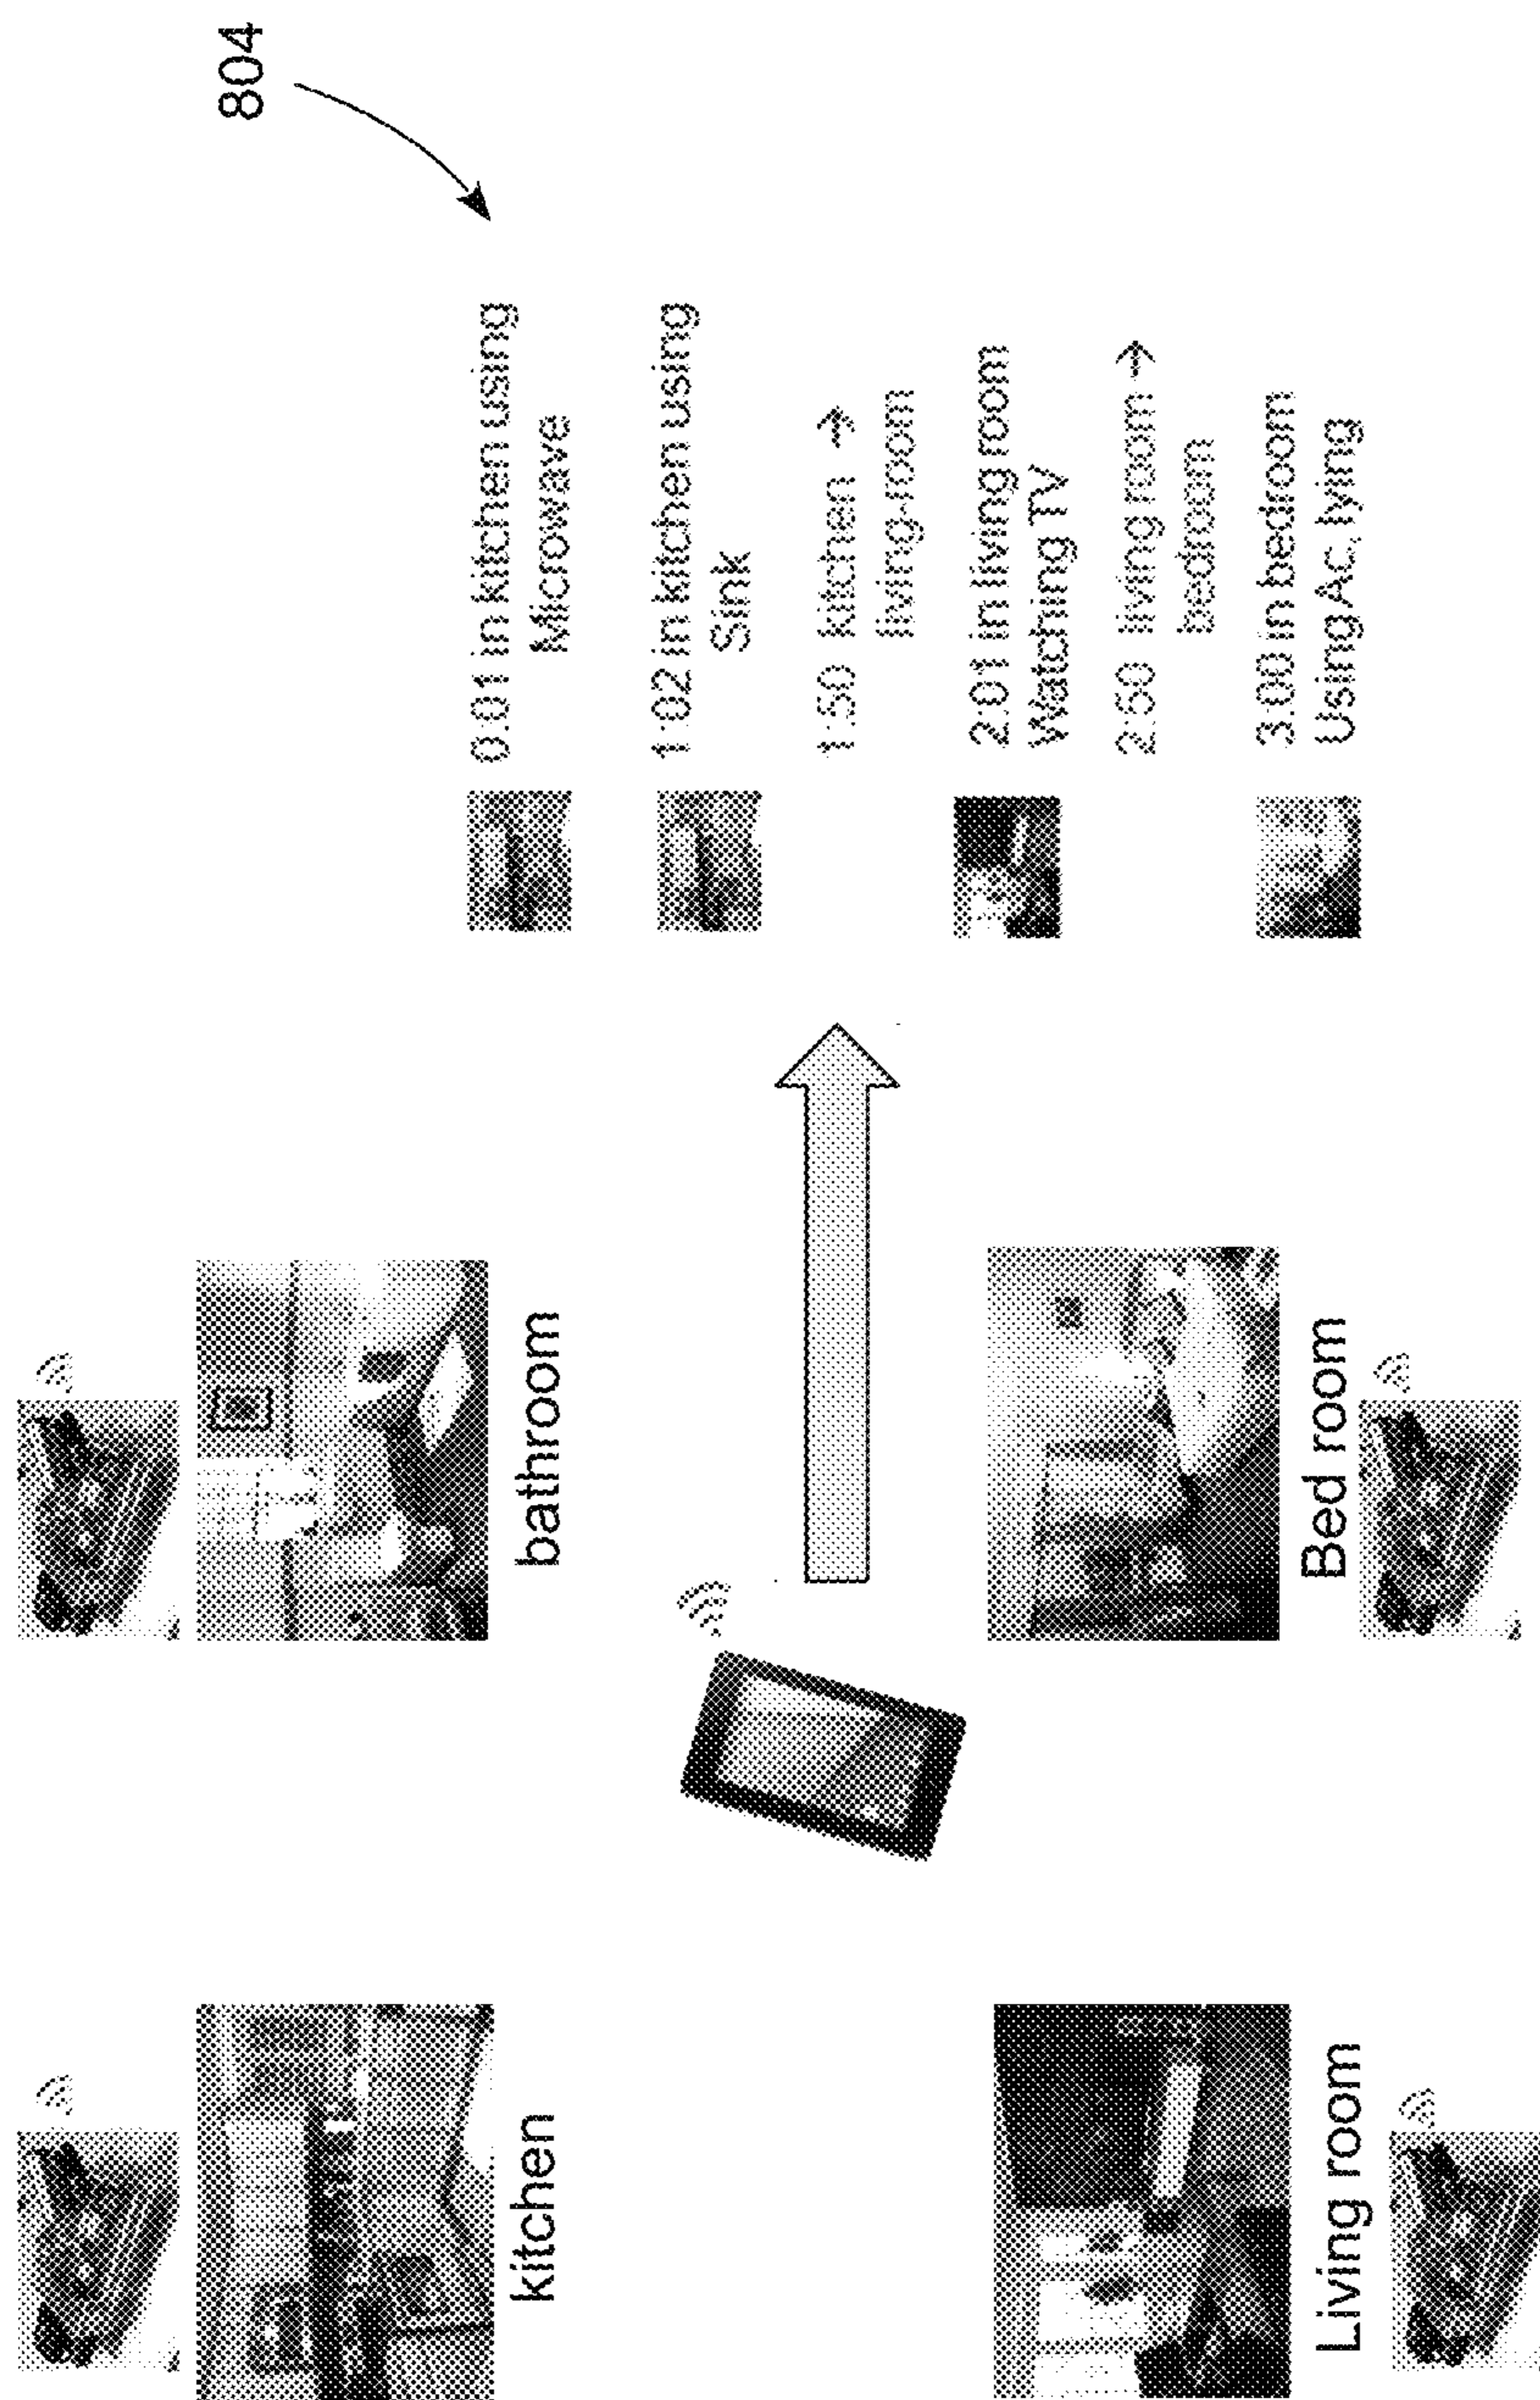 804
kitchen
bathroom
Living room
Bed room
0:01 in kitchen using
Microwave
1:02 in kitchen using
Sink
1:50 kitchen →
living-room
2:01 in living room
Watching TV
2:50 living room →
bedroom
3:00 in bedroom
Using Ac, lying